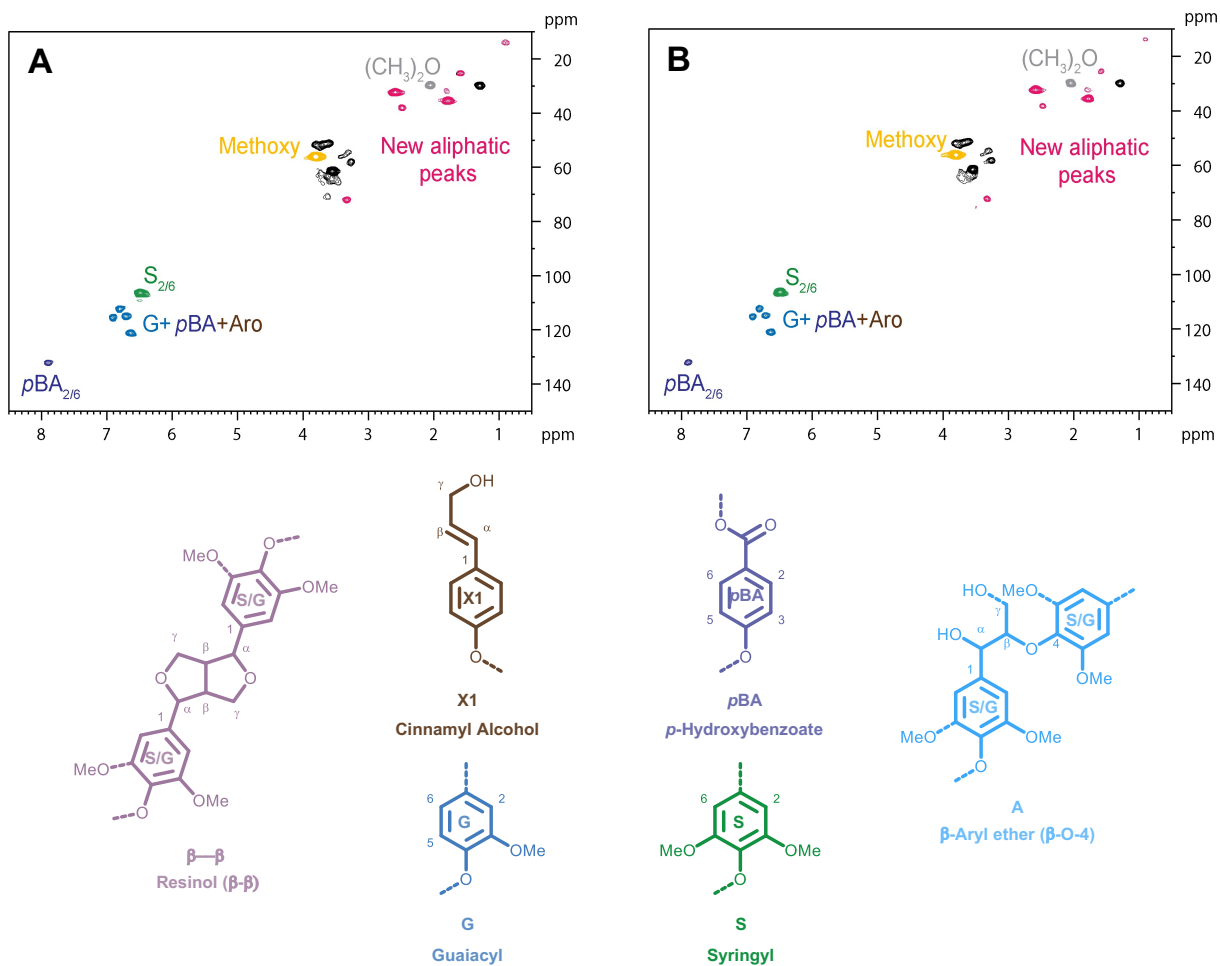 ppm
A
20
(CH3)2O
40
Methoxy
New aliphatic
peaks
60
80
S2/6
100
G+ pBA+Aro
120
pBA2/6
140
8 7 6 5 4 3 2 1 ppm
ppm
B
20
(CH3)2O
40
Methoxy
New aliphatic
peaks
60
80
S2/6
100
G+ pBA+Aro
120
pBA2/6
140
8 7 6 5 4 3 2 1 ppm
O
MeO
OMe
S/G
1
γ
β
α
O
O
α
β
γ
1
S/G
MeO
OMe
O
β—β
Resinol (β-β)
γ
OH
β
α
1
X1
O
X1
Cinnamyl Alcohol
O
O
6
2
pBA
5
3
O
pBA
p-Hydroxybenzoate
HO
MeO
γ
S/G
HO
α
β
O
4
OMe
1
S/G
MeO
OMe
O
A
β-Aryl ether (β-O-4)
6
2
G
5
OMe
O
G
Guaiacyl
6
2
S
MeO
OMe
O
S
Syringyl